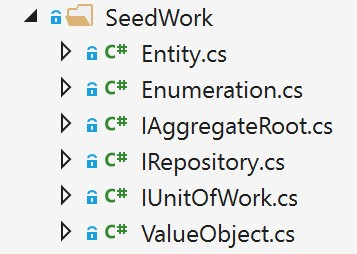 SeedWork
C# Entity.cs
C# Enumeration.cs
C# IAggregateRoot.cs
C# IRepository.cs
C# IUnitOfWork.cs
C# ValueObject.cs